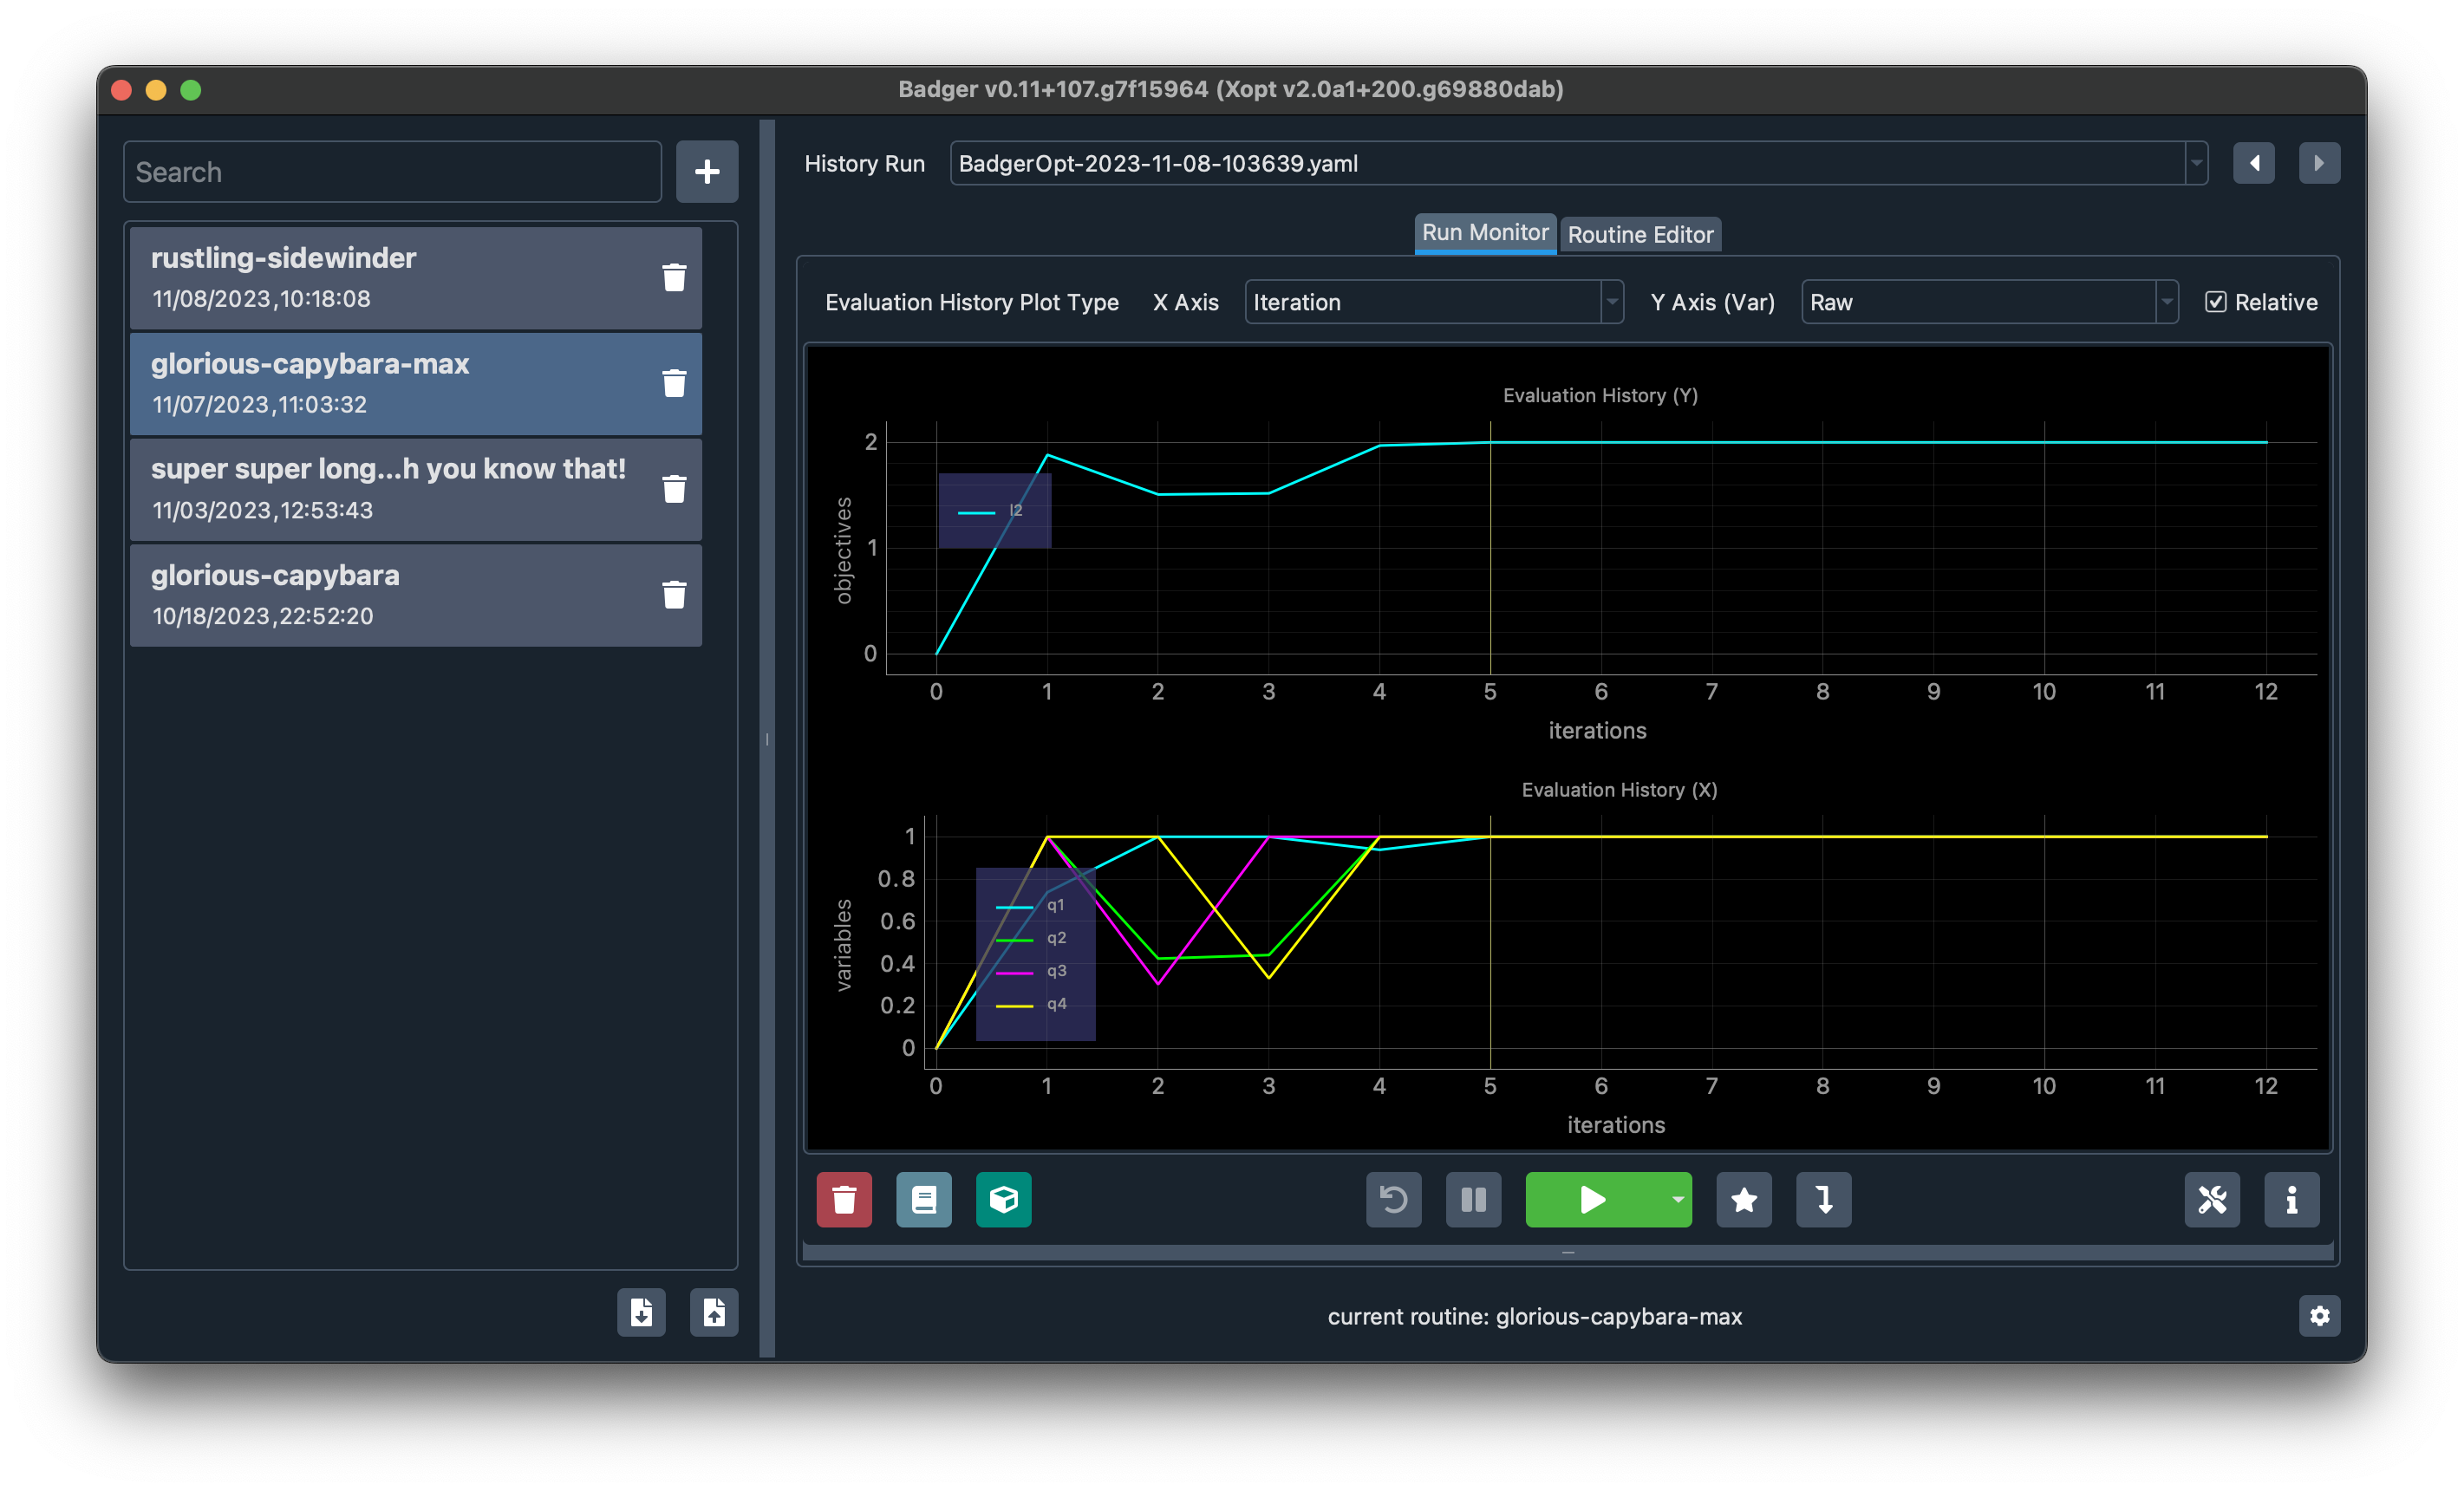 Badger v0.11+107.g7f15964 (Xopt v2.0a1+200.g69880dab)
Search
rustling-sidewinder
11/08/2023,10:18:08
glorious-capybara-max
11/07/2023,11:03:32
super super long...h you know that!
11/03/2023,12:53:43
glorious-capybara
10/18/2023,22:52:20
History Run BadgerOpt-2023-11-08-103639.yaml
Run Monitor Routine Editor
Evaluation History Plot Type X Axis Iteration Y Axis (Var) Raw Relative
Evaluation History (Y)
objectives
2
1
0
l2
0 1 2 3 4 5 6 7 8 9 10 11 12
iterations
Evaluation History (X)
variables
1
0.8
0.6
0.4
0.2
0
q1
q2
q3
q4
0 1 2 3 4 5 6 7 8 9 10 11 12
iterations
current routine: glorious-capybara-max